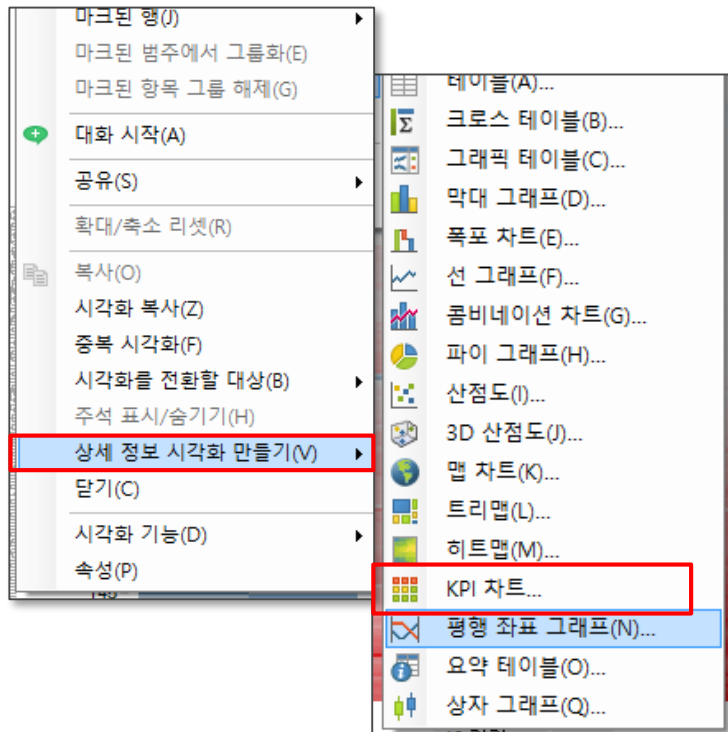 마크된 행(J)
마크된 범주에서 그룹화(E)
마크된 항목 그룹 해제(G)
대화 시작(A)
공유(S)
확대/축소 리셋(R)
복사(O)
시각화 복사(Z)
중복 시각화(F)
시각화를 전환할 대상(B)
주석 표시/숨기기(H)
상세 정보 시각화 만들기(V)
닫기(C)
시각화 기능(D)
속성(P)
테이블(A)...
크로스 테이블(B)...
그래픽 테이블(C)...
막대 그래프(D)...
폭포 차트(E)...
선 그래프(F)...
콤비네이션 차트(G)...
파이 그래프(H)...
산점도(I)...
3D 산점도(J)...
맵 차트(K)...
트리맵(L)...
히트맵(M)...
KPI 차트...
평행 좌표 그래프(N)...
요약 테이블(O)...
상자 그래프(Q)...